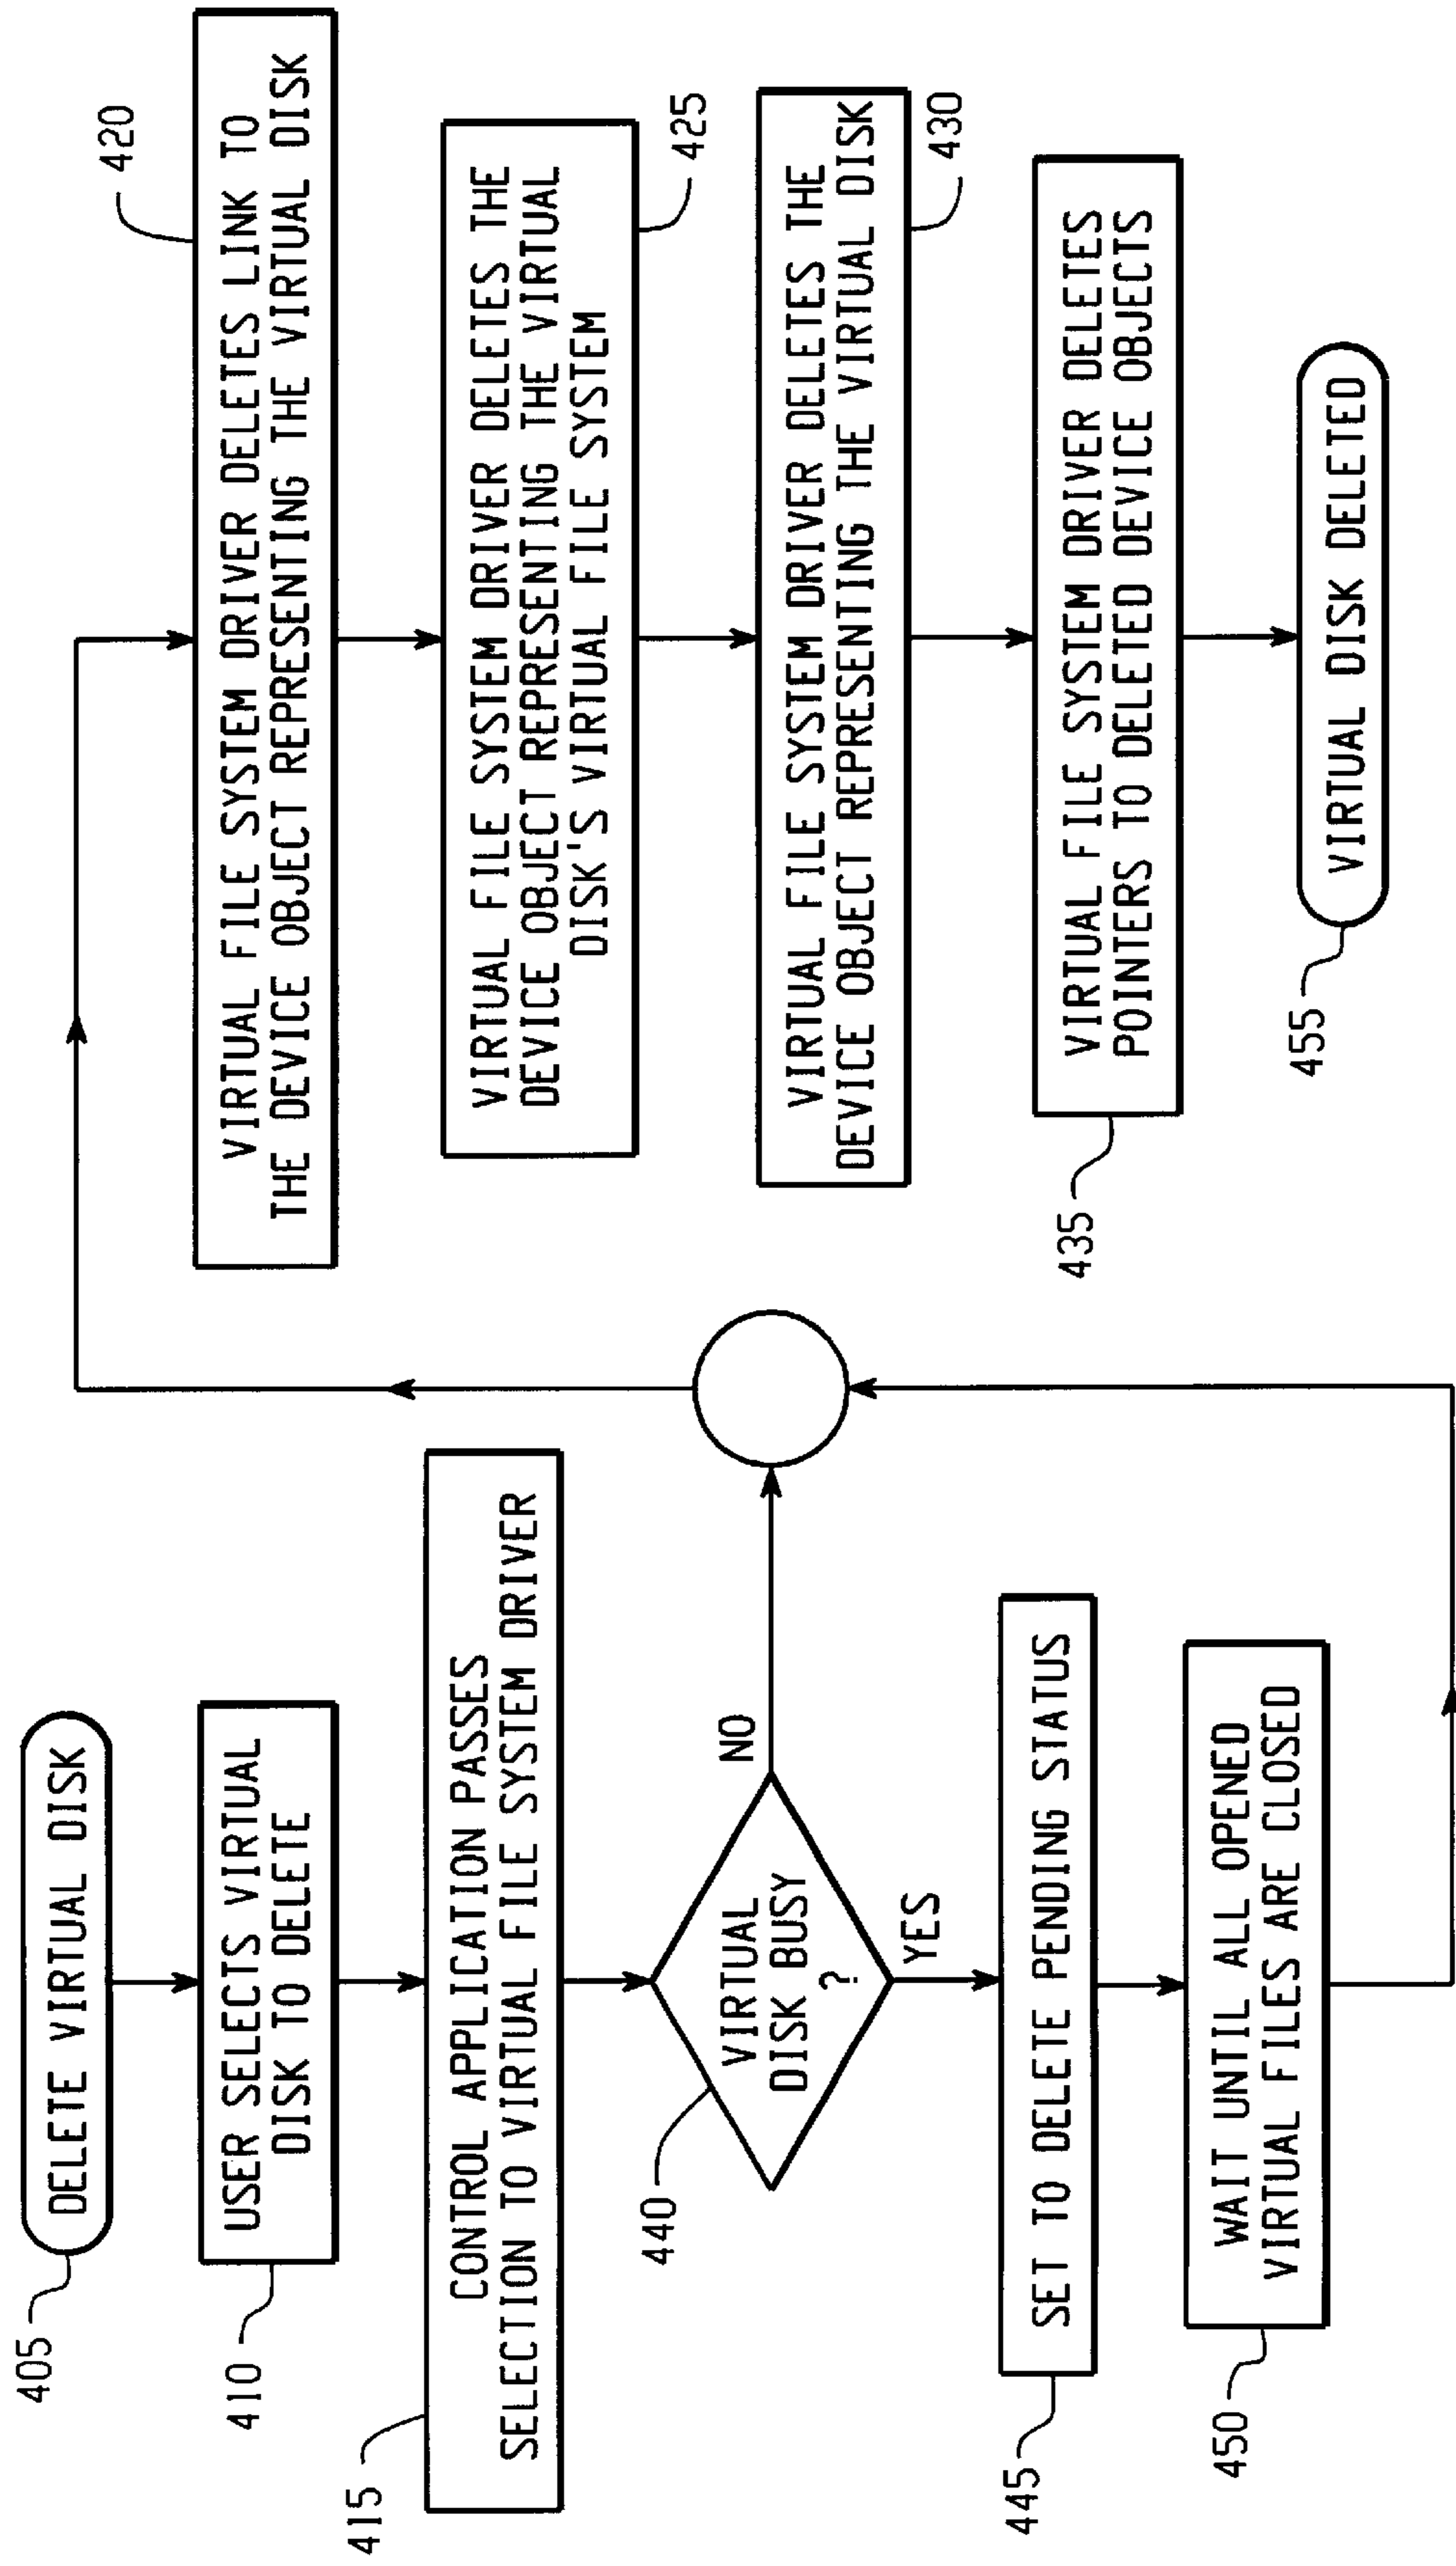 405
DELETE VIRTUAL DISK
410
USER SELECTS VIRTUAL
DISK TO DELETE
415
CONTROL APPLICATION PASSES
SELECTION TO VIRTUAL FILE SYSTEM DRIVER
440
VIRTUAL
DISK BUSY
?
NO
YES
445
SET TO DELETE PENDING STATUS
450
WAIT UNTIL ALL OPENED
VIRTUAL FILES ARE CLOSED
420
VIRTUAL FILE SYSTEM DRIVER DELETES LINK TO
THE DEVICE OBJECT REPRESENTING THE VIRTUAL DISK
425
VIRTUAL FILE SYSTEM DRIVER DELETES THE
DEVICE OBJECT REPRESENTING THE VIRTUAL
DISK'S VIRTUAL FILE SYSTEM
430
VIRTUAL FILE SYSTEM DRIVER DELETES THE
DEVICE OBJECT REPRESENTING THE VIRTUAL DISK
435
VIRTUAL FILE SYSTEM DRIVER DELETES
POINTERS TO DELETED DEVICE OBJECTS
455
VIRTUAL DISK DELETED